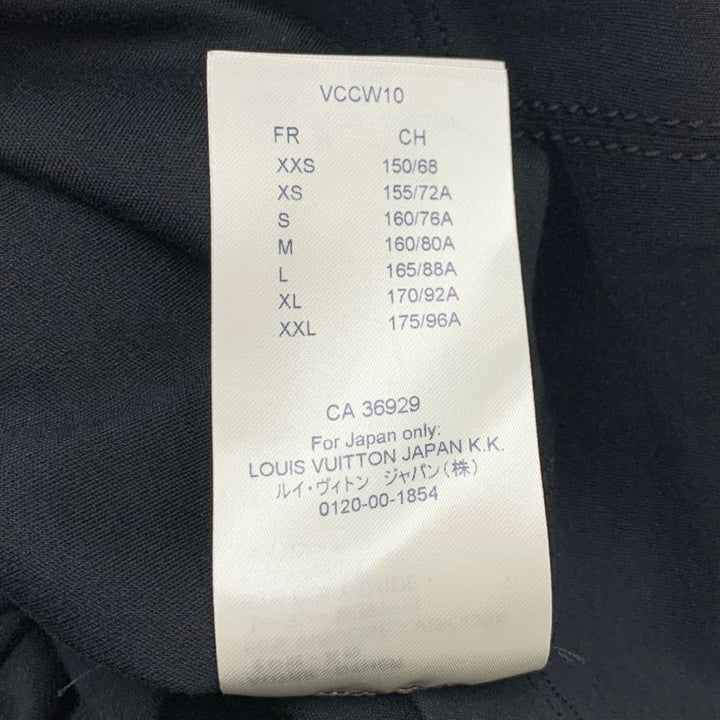 VCCW10
FR CH
XXS 150/68
XS 155/72A
S 160/76A
M 160/80A
L 165/88A
XL 170/92A
XXL 175/96A
CA 36929
For Japan only:
LOUIS VUITTON JAPAN K.K.
ルイ・ヴィトン ジャパン(株)
0120-00-1854